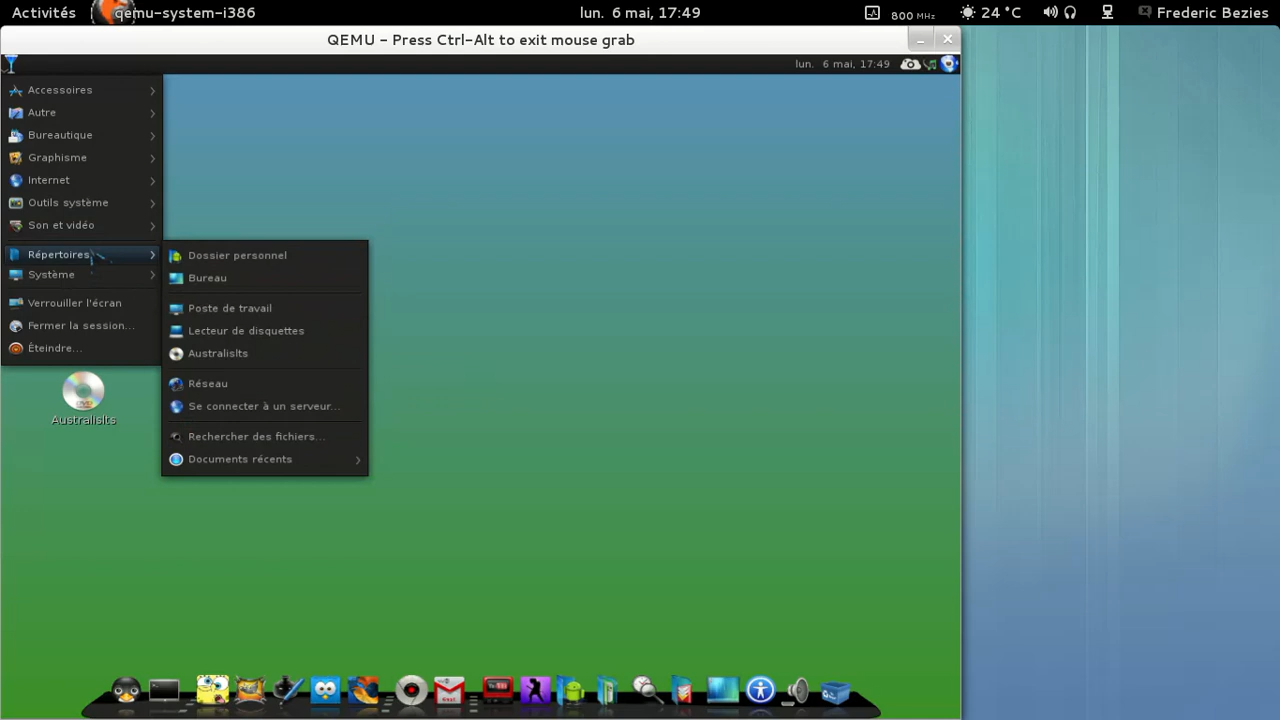 Activités qemu-system-i386 lun. 6 mai, 17:49 800 MHz 24 °C Frederic Bezies
QEMU - Press Ctrl-Alt to exit mouse grab
lun. 6 mai, 17:49
Accessoires
Autre
Bureautique
Graphisme
Internet
Outils système
Son et vidéo
Répertoires
Système
Verrouiller l'écran
Fermer la session...
Éteindre...
Dossier personnel
Bureau
Poste de travail
Lecteur de disquettes
Australislts
Réseau
Se connecter à un serveur...
Rechercher des fichiers...
Documents récents
Australislts